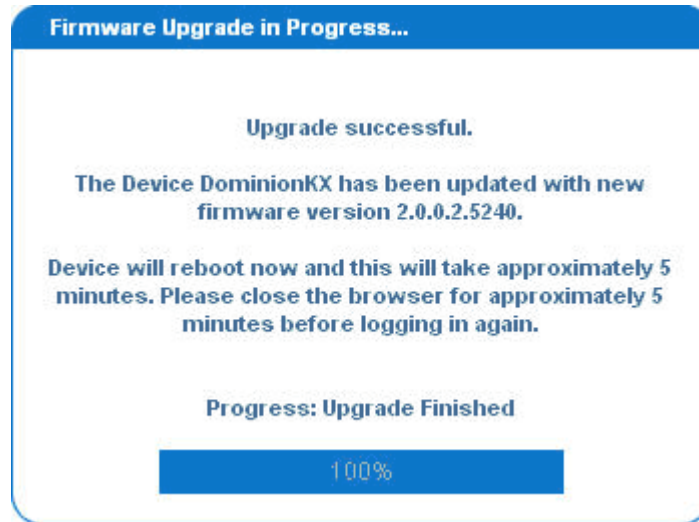 Firmware Upgrade in Progress...
Upgrade successful.
The Device DominionKX has been updated with new
firmware version 2.0.0.2.5240.
Device will reboot now and this will take approximately 5
minutes. Please close the browser for approximately 5
minutes before logging in again.
Progress: Upgrade Finished
100%